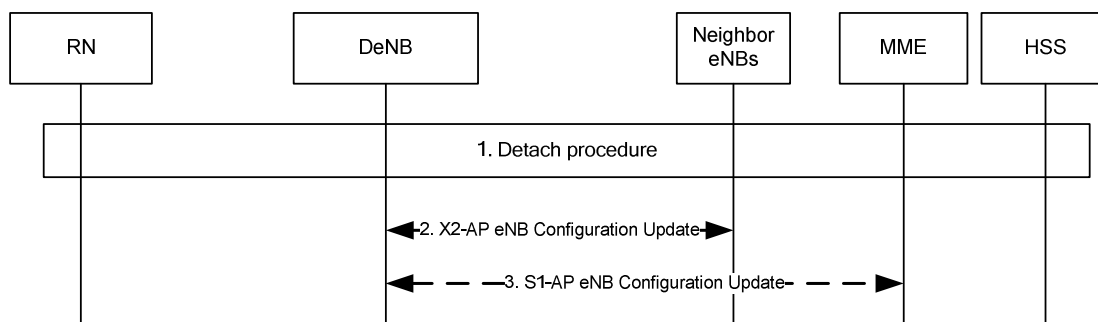 RN
DeNB
Neighbor
eNBs
MME
HSS
1. Detach procedure
2. X2-AP eNB Configuration Update
3. S1-AP eNB Configuration Update